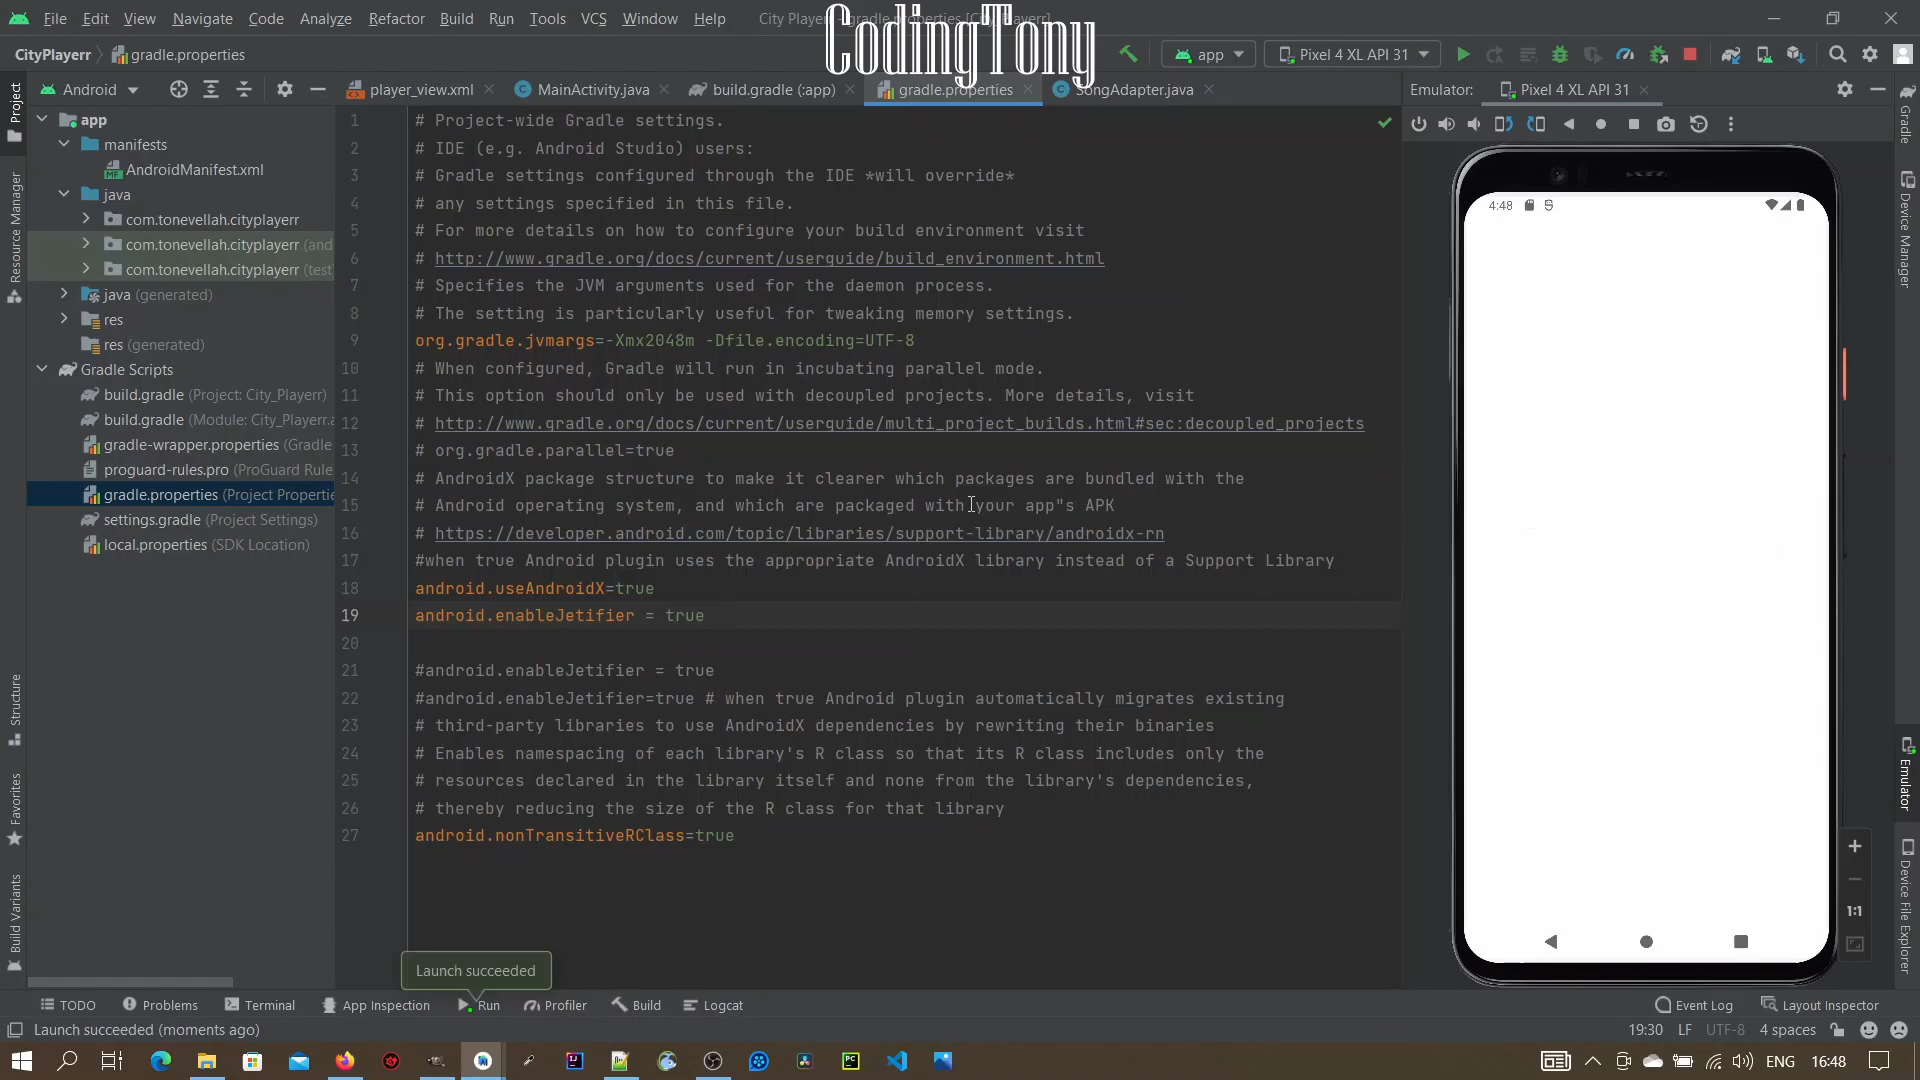 File Edit View Navigate Code Analyze Refactor Build Run Tools VCS Window Help
CodingTony
CityPlayerr gradle.properties
app
Pixel 4 XL API 31
Android
player_view.xml
MainActivity.java
build.gradle (:app)
gradle.properties
SongAdapter.java
Emulator: Pixel 4 XL API 31
Project
Resource Manager
Structure
Favorites
Build Variants
app
manifests
AndroidManifest.xml
java
com.tonevellah.cityplayerr
com.tonevellah.cityplayerr (and
com.tonevellah.cityplayerr (test
java (generated)
res
res (generated)
Gradle Scripts
build.gradle (Project: City_Playerr)
build.gradle (Module: City_Playerr.a
gradle-wrapper.properties (Gradle
proguard-rules.pro (ProGuard Rule
gradle.properties (Project Propertie
settings.gradle (Project Settings)
local.properties (SDK Location)
1 # Project-wide Gradle settings.
2 # IDE (e.g. Android Studio) users:
3 # Gradle settings configured through the IDE *will override*
4 # any settings specified in this file.
5 # For more details on how to configure your build environment visit
6 # http://www.gradle.org/docs/current/userguide/build_environment.html
7 # Specifies the JVM arguments used for the daemon process.
8 # The setting is particularly useful for tweaking memory settings.
9 org.gradle.jvmargs=-Xmx2048m -Dfile.encoding=UTF-8
10 # When configured, Gradle will run in incubating parallel mode.
11 # This option should only be used with decoupled projects. More details, visit
12 # http://www.gradle.org/docs/current/userguide/multi_project_builds.html#sec:decoupled_projects
13 # org.gradle.parallel=true
14 # AndroidX package structure to make it clearer which packages are bundled with the
15 # Android operating system, and which are packaged with your app"s APK
16 # https://developer.android.com/topic/libraries/support-library/androidx-rn
17 #when true Android plugin uses the appropriate AndroidX library instead of a Support Library
18 android.useAndroidX=true
19 android.enableJetifier = true
20
21 #android.enableJetifier = true
22 #android.enableJetifier=true # when true Android plugin automatically migrates existing
23 # third-party libraries to use AndroidX dependencies by rewriting their binaries
24 # Enables namespacing of each library's R class so that its R class includes only the
25 # resources declared in the library itself and none from the library's dependencies,
26 # thereby reducing the size of the R class for that library
27 android.nonTransitiveRClass=true
4:48
1:1
Gradle
Device Manager
Emulator
Device File Explorer
Launch succeeded
TODO Problems Terminal App Inspection Run Profiler Build Logcat
Event Log Layout Inspector
Launch succeeded (moments ago)
19:30 LF UTF-8 4 spaces
ENG 16:48